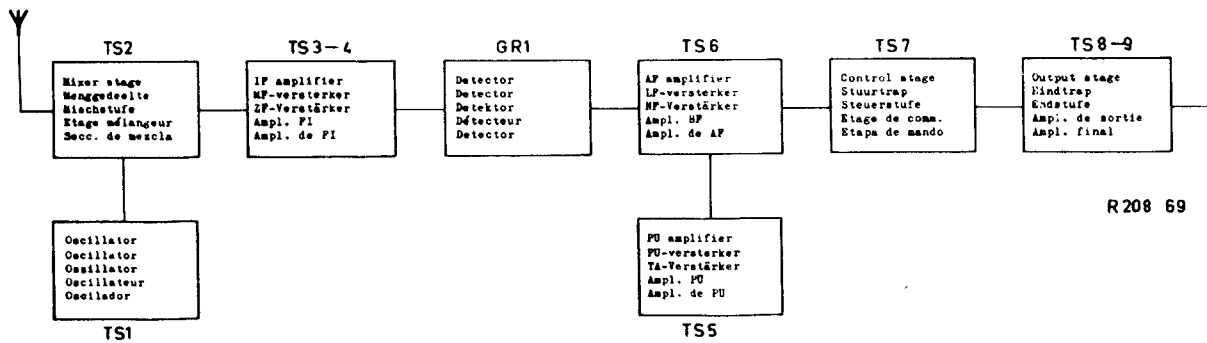 TS2
Mixer stage
Menggedeelte
Mischstufe
Etage mélangeur
Secc. de mezcla
TS3-4
IF amplifier
MF-versterker
ZF-Verstärker
Ampl. FI
Ampl. de FI
GR1
Detector
Detector
Detektor
Détecteur
Detector
TS6
AF amplifier
LF-versterker
NF-Verstärker
Ampl. BF
Ampl. de AF
TS7
Control stage
Stuurtrap
Steuerstufe
Etage de comm.
Etapa de mando
TS8-9
Output stage
Eindtrap
Endstufe
Ampl. de sortie
Ampl. final
R208 69
Oscillator
Oscillator
Oszillator
Oscillateur
Oscilador
TS1
PU amplifier
PU-versterker
TA-Verstärker
Ampl. PU
Ampl. de PU
TS5